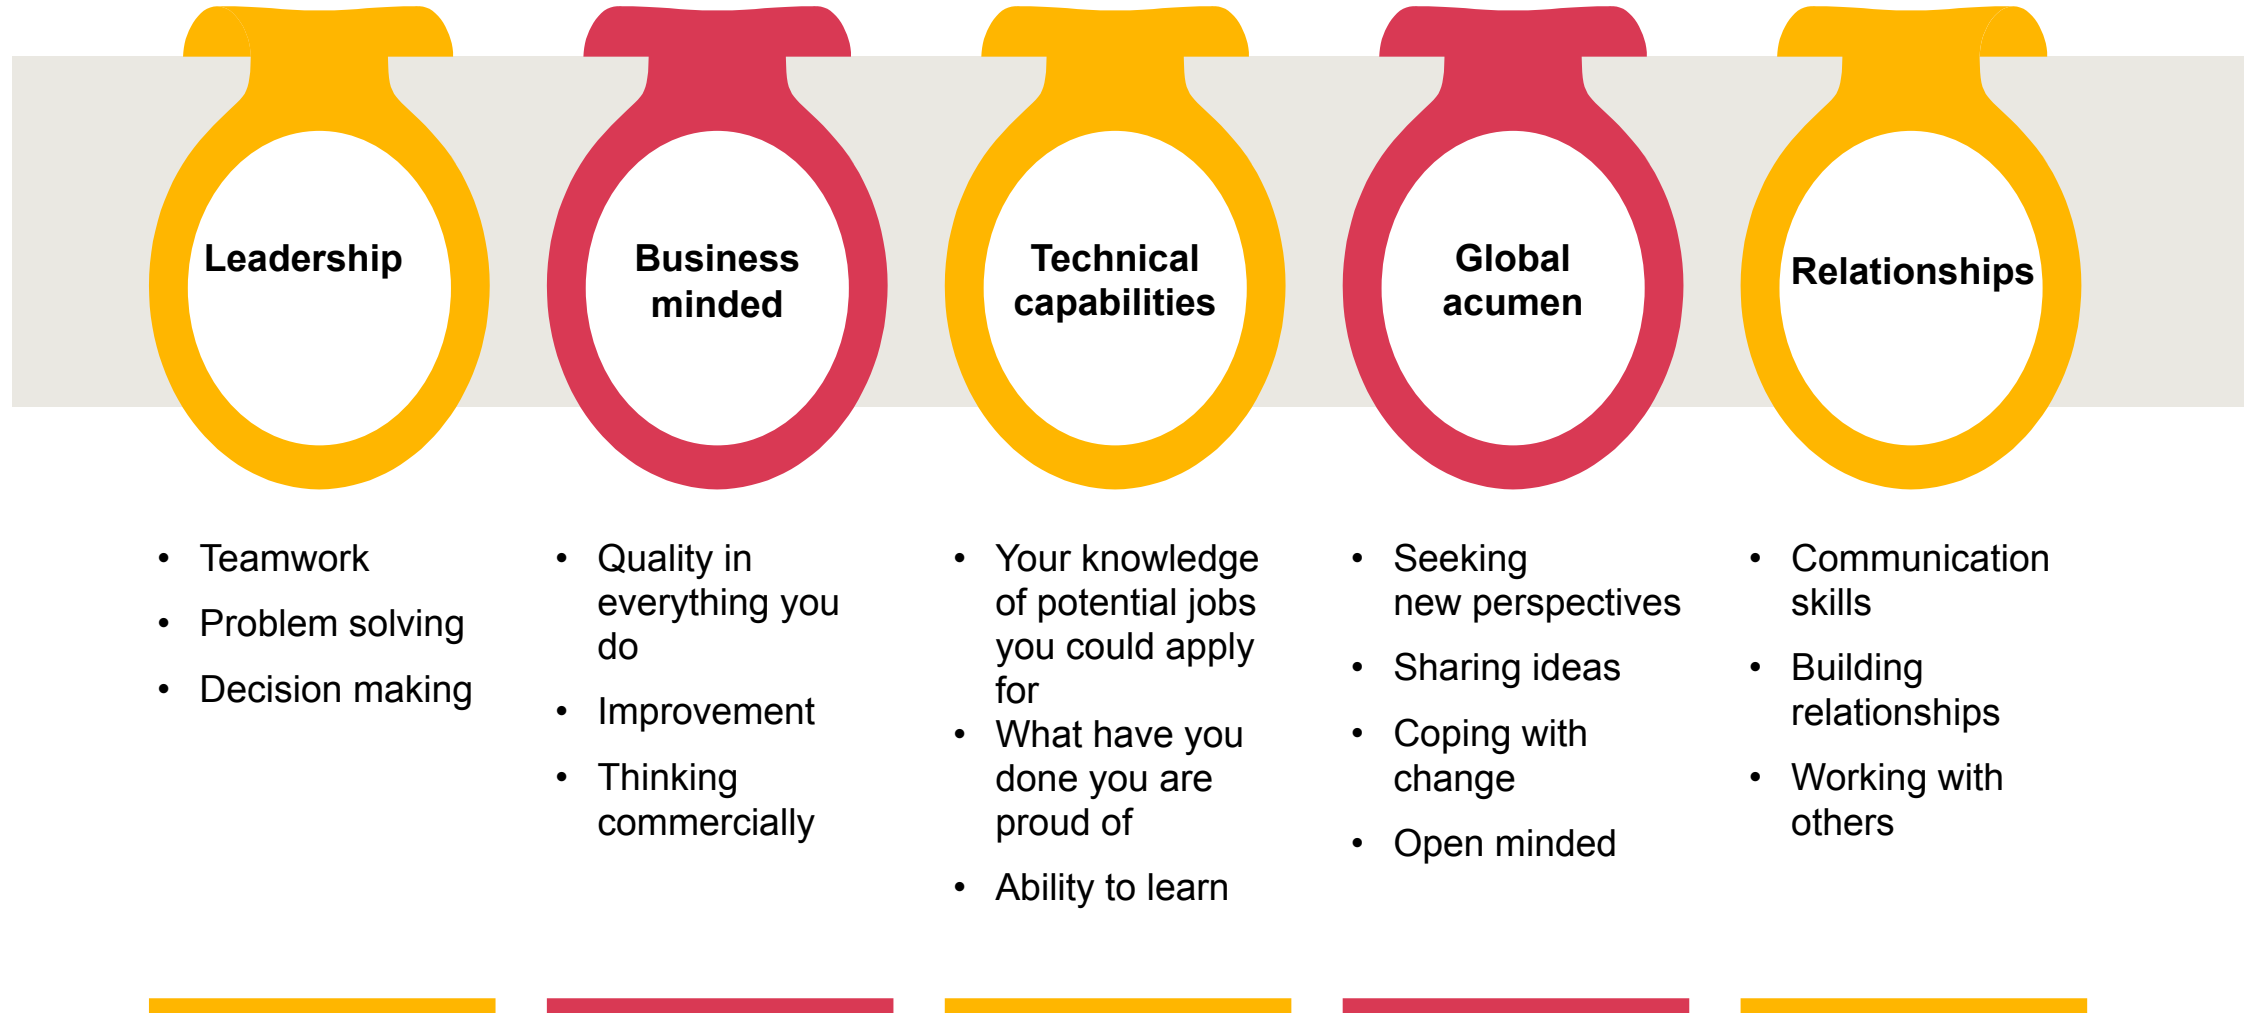 Leadership
Business
minded
Technical
capabilities
Global
acumen
Relationships
• Teamwork
• Problem solving
• Decision making
• Quality in
everything you
do
• Improvement
• Thinking
commercially
• Your knowledge
of potential jobs
you could apply
for
• What have you
done you are
proud of
• Ability to learn
• Seeking
new perspectives
• Sharing ideas
• Coping with
change
• Open minded
• Communication
skills
• Building
relationships
• Working with
others